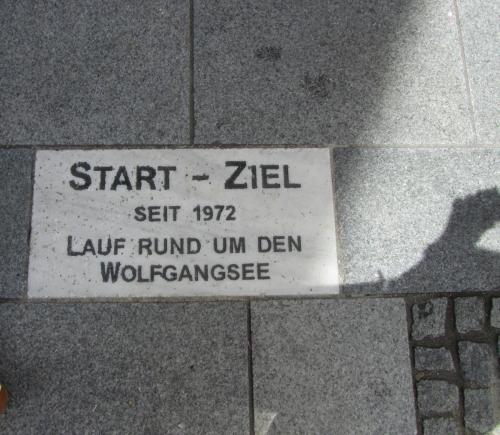 START - ZIEL
SEIT 1972
LAUF RUND UM DEN
WOLFGANGSEE